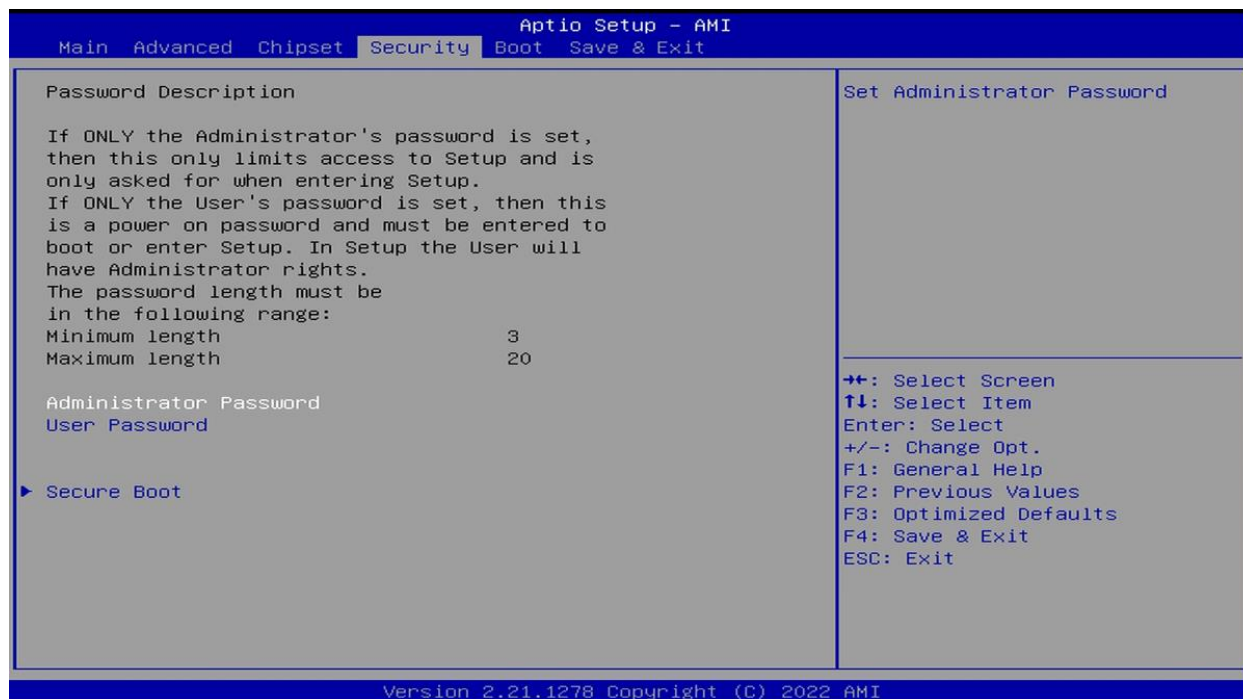 Aptio Setup – AMI
Main Advanced Chipset Security Boot Save & Exit
Password Description
If ONLY the Administrator's password is set,
then this only limits access to Setup and is
only asked for when entering Setup.
If ONLY the User's password is set, then this
is a power on password and must be entered to
boot or enter Setup. In Setup the User will
have Administrator rights.
The password length must be
in the following range:
Minimum length 3
Maximum length 20
Administrator Password
User Password
► Secure Boot
Set Administrator Password
→←: Select Screen
↑↓: Select Item
Enter: Select
+/-: Change Opt.
F1: General Help
F2: Previous Values
F3: Optimized Defaults
F4: Save & Exit
ESC: Exit
Version 2.21.1278 Copyright (C) 2022 AMI